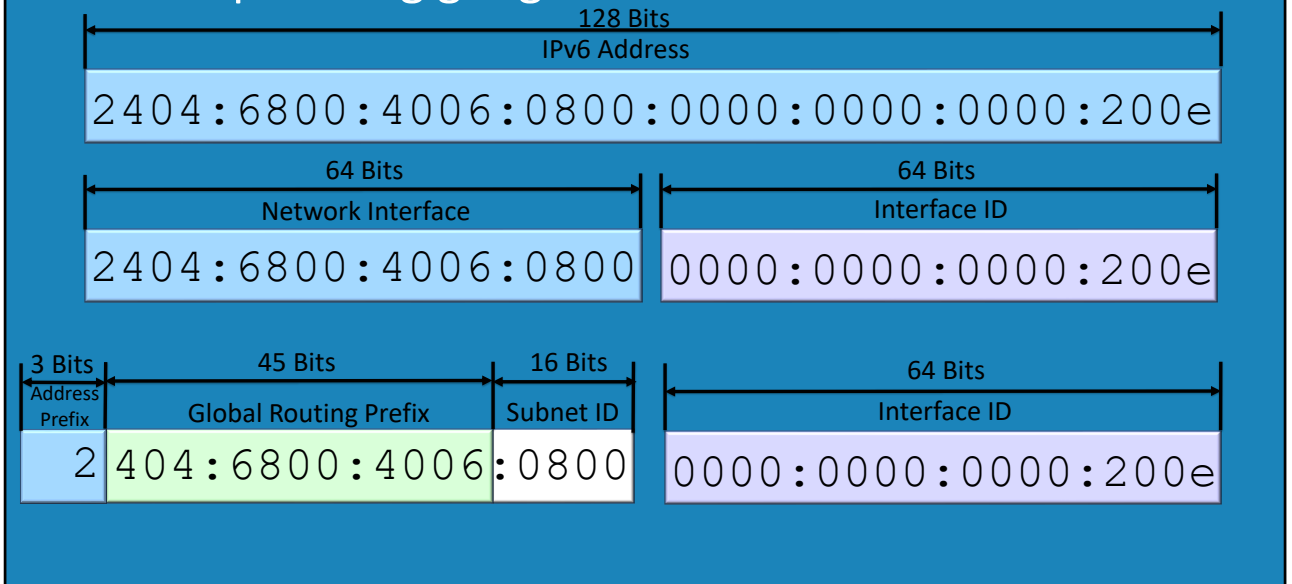 128 Bits
IPv6 Address
2404:6800:4006:0800:0000:0000:0000:200e
64 Bits
64 Bits
Network Interface
Interface ID
2404:6800:4006:0800
0000:0000:0000:200e
3 Bits
45 Bits
16 Bits
64 Bits
Address
Prefix
Global Routing Prefix
Subnet ID
Interface ID
2
404:6800:4006
:0800
0000:0000:0000:200e